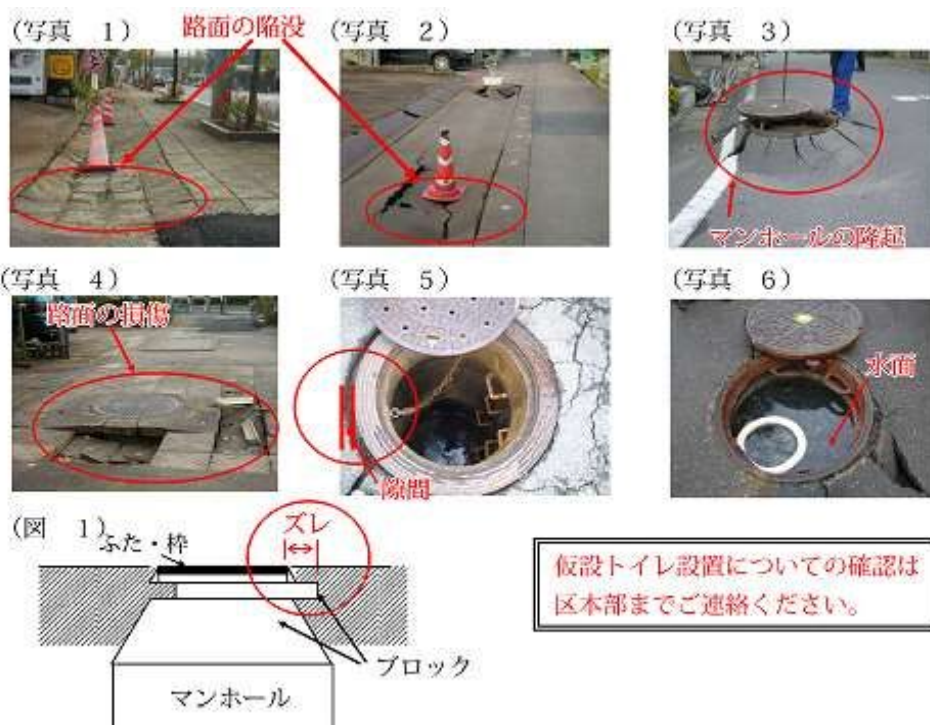 (写真 1)
路面の陥没
(写真 2)
(写真 3)
マンホールの隆起
(写真 4)
路面の損傷
(写真 5)
隙間
(写真 6)
水面
(図 1)
ふた・枠
ズレ
ブロック
マンホール
仮設トイレ設置についての確認は
区本部までご連絡ください。